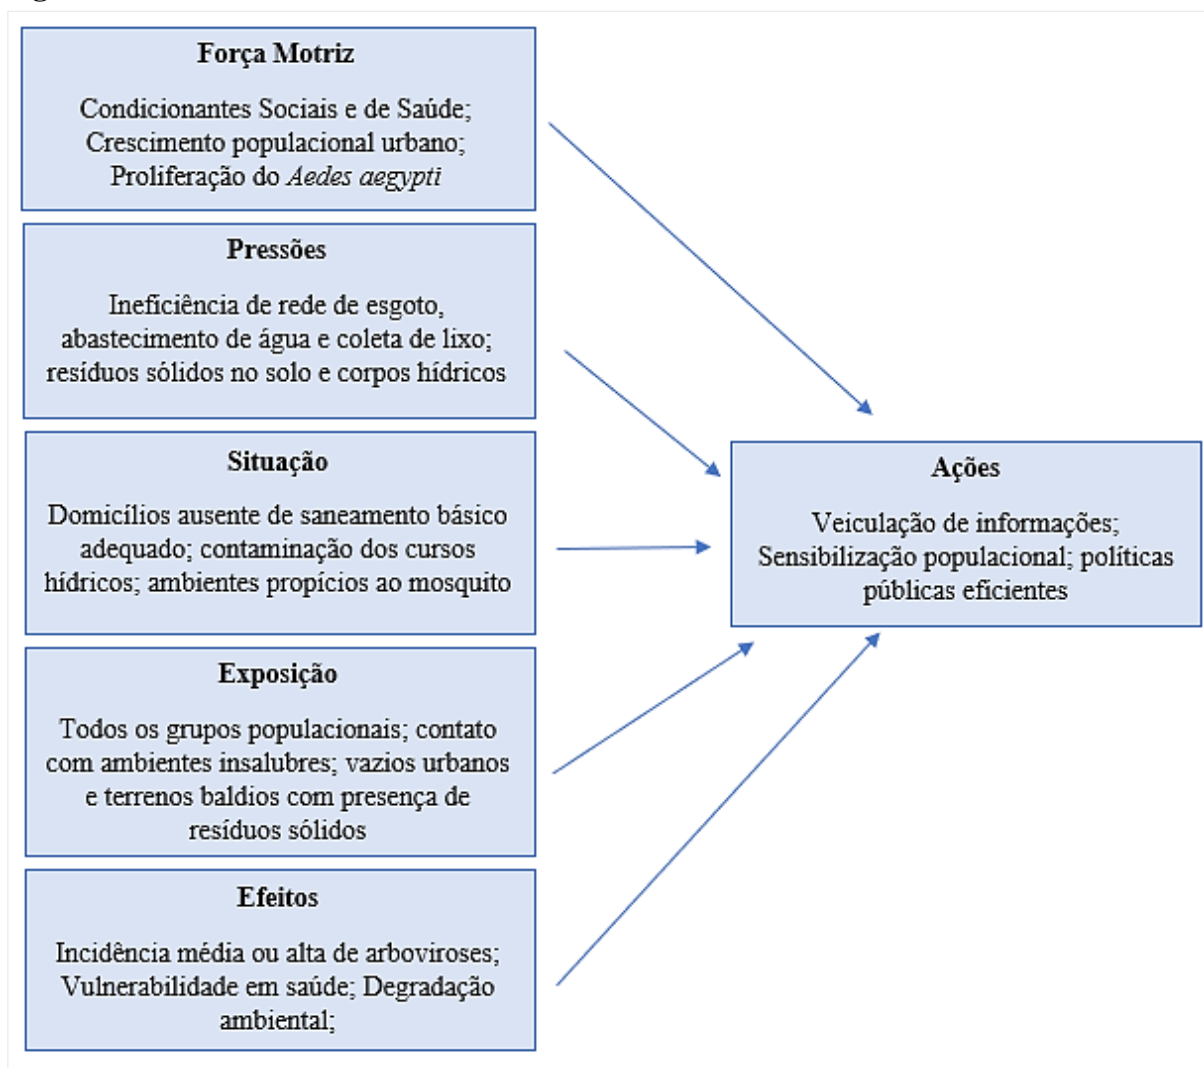 Força Motriz
Condicionantes Sociais e de Saúde;
Crescimento populacional urbano;
Proliferação do Aedes aegypti
Pressões
Ineficiência de rede de esgoto,
abastecimento de água e coleta de lixo;
resíduos sólidos no solo e corpos hídricos
Situação
Domicílios ausente de saneamento básico
adequado; contaminação dos cursos
hídricos; ambientes propícios ao mosquito
Exposição
Todos os grupos populacionais; contato
com ambientes insalubres; vazios urbanos
e terrenos baldios com presença de
resíduos sólidos
Efeitos
Incidência média ou alta de arboviroses;
Vulnerabilidade em saúde; Degradação
ambiental;
Ações
Veiculação de informações;
Sensibilização populacional; políticas
públicas eficientes